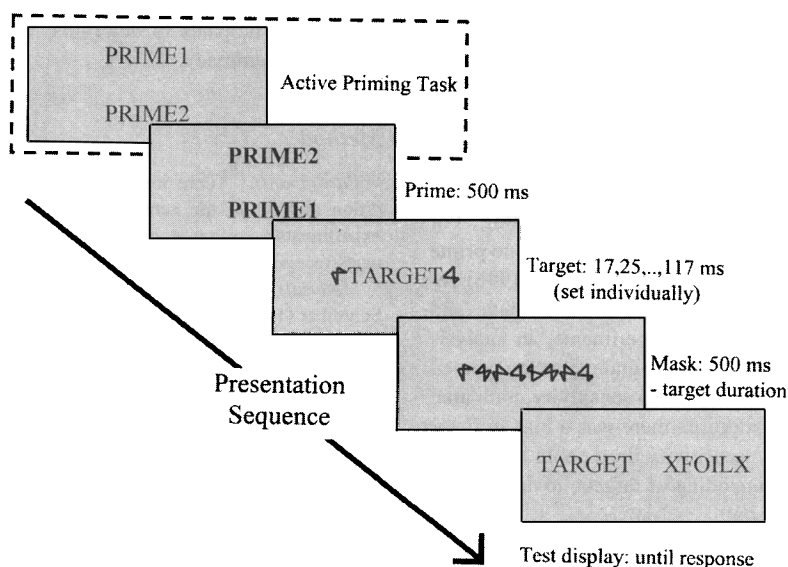 PRIME1
Active Priming Task
PRIME2
PRIME2
Prime: 500 ms
PRIME1
TARGET
Target: 17,25,..,117 ms
(set individually)
Mask: 500 ms
- target duration
Presentation
Sequence
TARGET XFOILX
Test display: until response